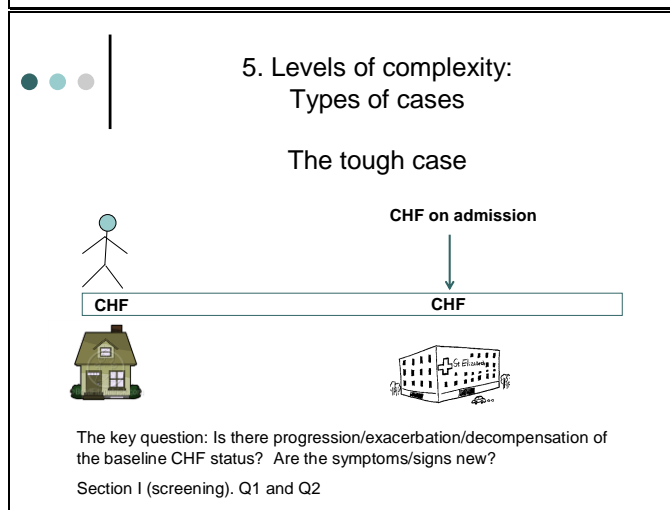 5. Levels of complexity:
Types of cases
The tough case
CHF on admission
CHF
CHF
St Elizabeth
The key question: Is there progression/exacerbation/decompensation of
the baseline CHF status? Are the symptoms/signs new?
Section I (screening). Q1 and Q2